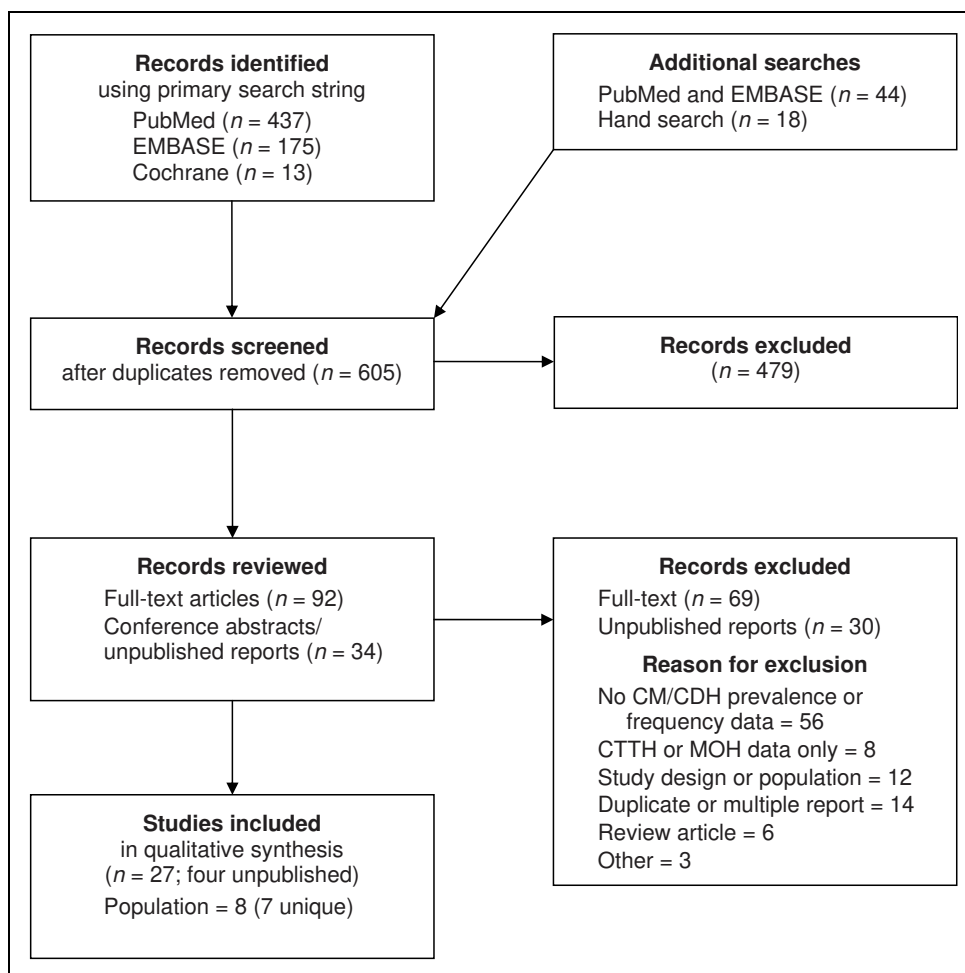 Records identified
using primary search string
PubMed (n = 437)
EMBASE (n = 175)
Cochrane (n = 13)
Additional searches
PubMed and EMBASE (n = 44)
Hand search (n = 18)
Records screened
after duplicates removed (n = 605)
Records excluded
(n = 479)
Records reviewed
Full-text articles (n = 92)
Conference abstracts/
unpublished reports (n = 34)
Records excluded
Full-text (n = 69)
Unpublished reports (n = 30)
Reason for exclusion
No CM/CDH prevalence or
frequency data = 56
CTTH or MOH data only = 8
Study design or population = 12
Duplicate or multiple report = 14
Review article = 6
Other = 3
Studies included
in qualitative synthesis
(n = 27; four unpublished)
Population = 8 (7 unique)